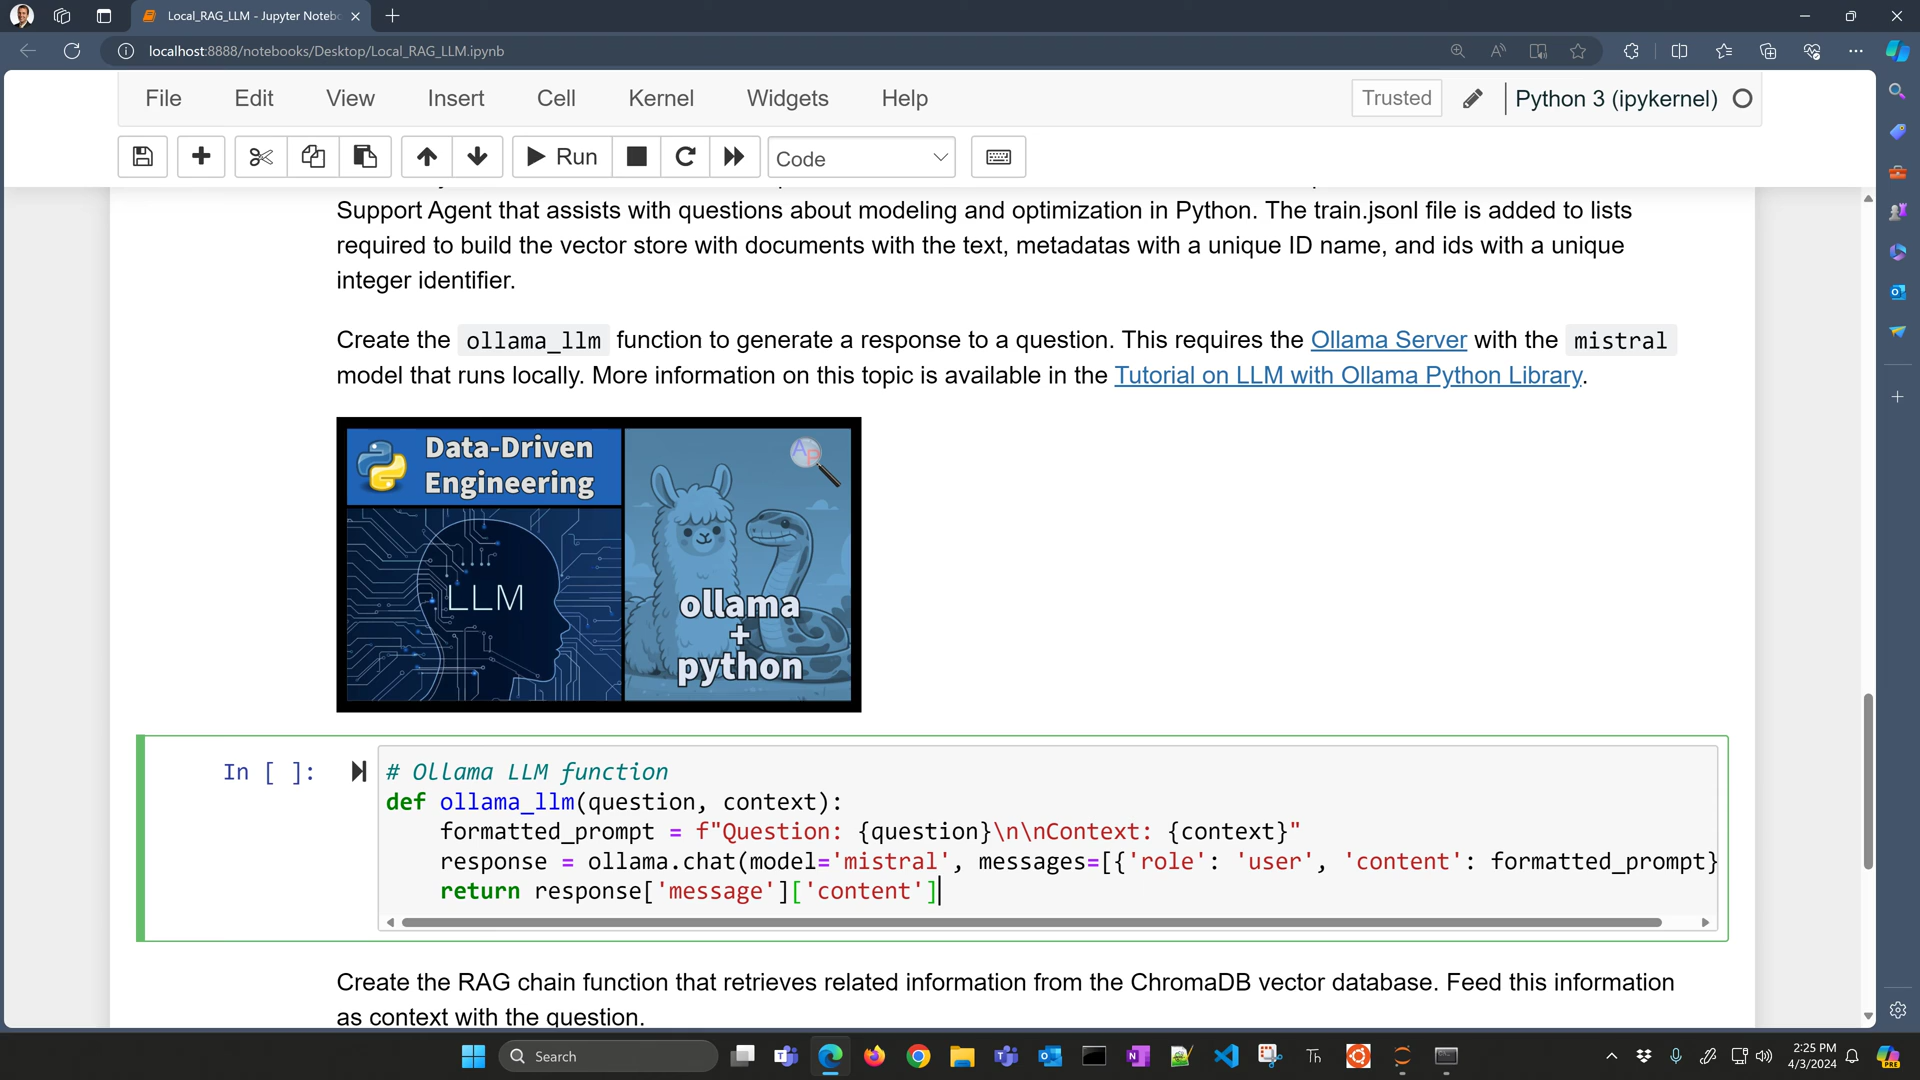 Local_RAG_LLM - Jupyter Noteb
localhost:8888/notebooks/Desktop/Local_RAG_LLM.ipynb
File Edit View Insert Cell Kernel Widgets Help Trusted Python 3 (ipykernel)
Run Code
Support Agent that assists with questions about modeling and optimization in Python. The train.jsonl file is added to lists
required to build the vector store with documents with the text, metadatas with a unique ID name, and ids with a unique
integer identifier.
Create the ollama_llm function to generate a response to a question. This requires the Ollama Server with the mistral
model that runs locally. More information on this topic is available in the Tutorial on LLM with Ollama Python Library.
Data-Driven
Engineering
AP
LLM
ollama
+
python
In [ ]:
# Ollama LLM function
def ollama_llm(question, context):
    formatted_prompt = f"Question: {question}\n\nContext: {context}"
    response = ollama.chat(model='mistral', messages=[{'role': 'user', 'content': formatted_prompt}
    return response['message']['content']
Create the RAG chain function that retrieves related information from the ChromaDB vector database. Feed this information
as context with the question.
Search
Th
2:25 PM
4/3/2024
PRE